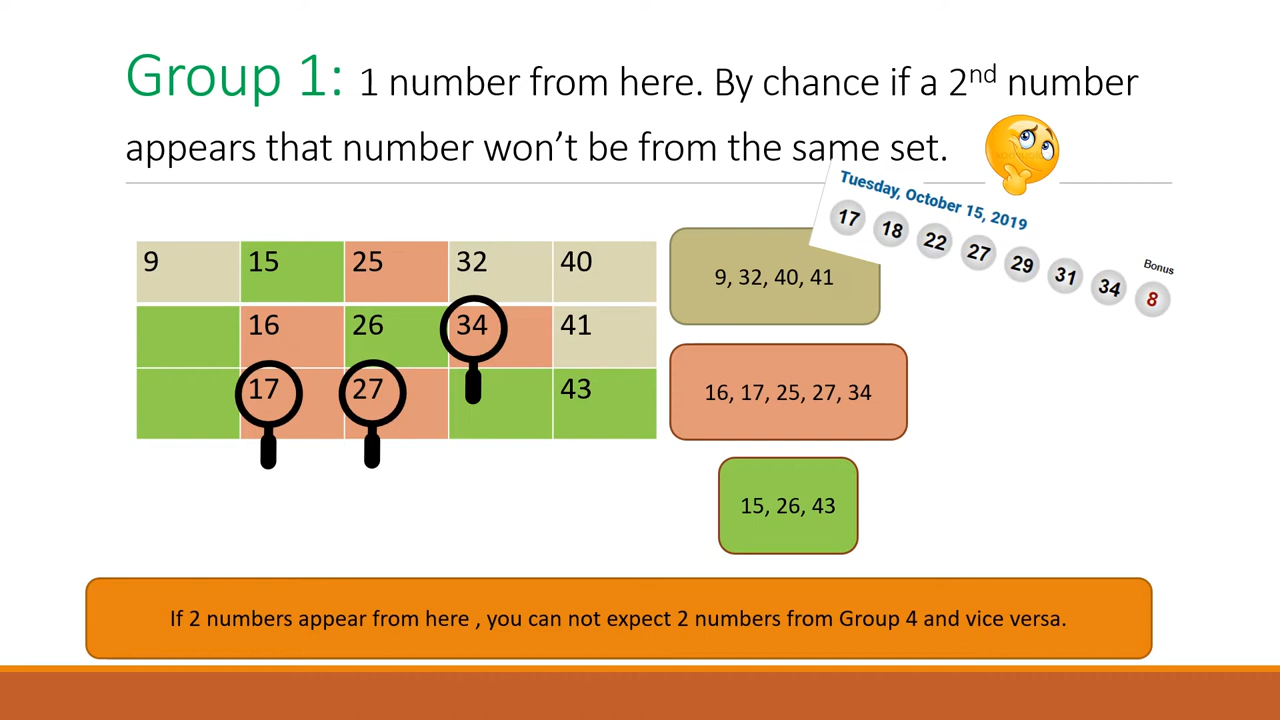 Group 1: 1 number from here. By chance if a 2nd number
appears that number won’t be from the same set.
Tuesday, October 15, 2019
17 18 22 27 29 31 34 8
Bonus
9 15 25 32 40
16 26 34 41
17 27 43
9, 32, 40, 41
16, 17, 25, 27, 34
15, 26, 43
If 2 numbers appear from here , you can not expect 2 numbers from Group 4 and vice versa.